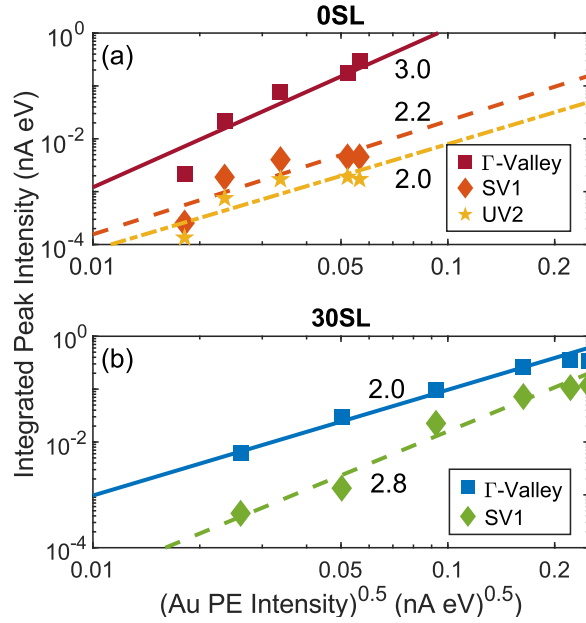 0SL
(a)
10^0
10^-2
10^-4
3.0
2.2
2.0
Γ-Valley
SV1
UV2
0.01
0.05
0.1
0.2
Integrated Peak Intensity (nA eV)
30SL
(b)
10^0
10^-2
10^-4
2.0
2.8
Γ-Valley
SV1
0.01
0.05
0.1
0.2
(Au PE Intensity)^0.5 (nA eV)^0.5)